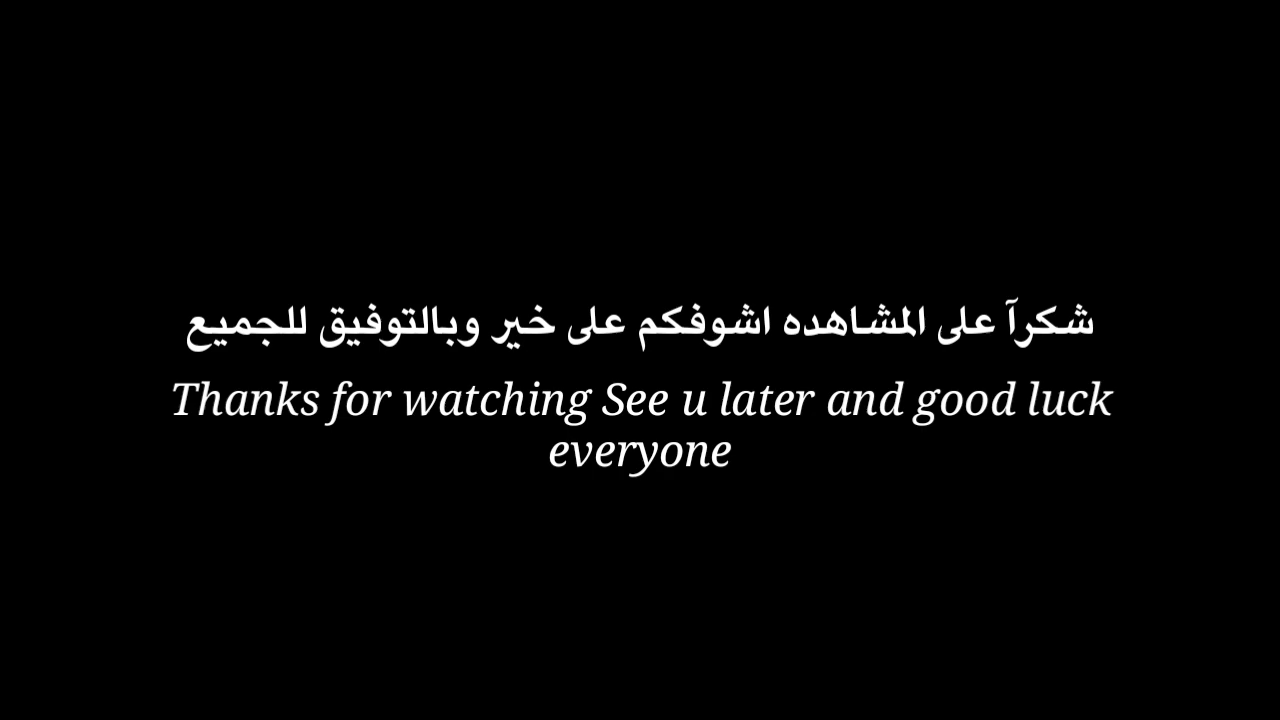 شكرآ على المشاهده اشوفكم على خير وبالتوفيق للجميع
Thanks for watching See u later and good luck
everyone